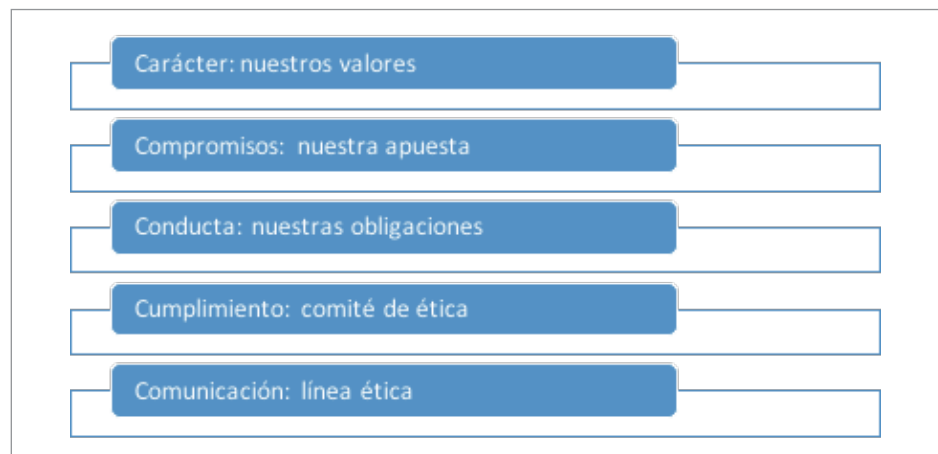 Carácter: nuestros valores
Compromisos: nuestra apuesta
Conducta: nuestras obligaciones
Cumplimiento: comité de ética
Comunicación: línea ética